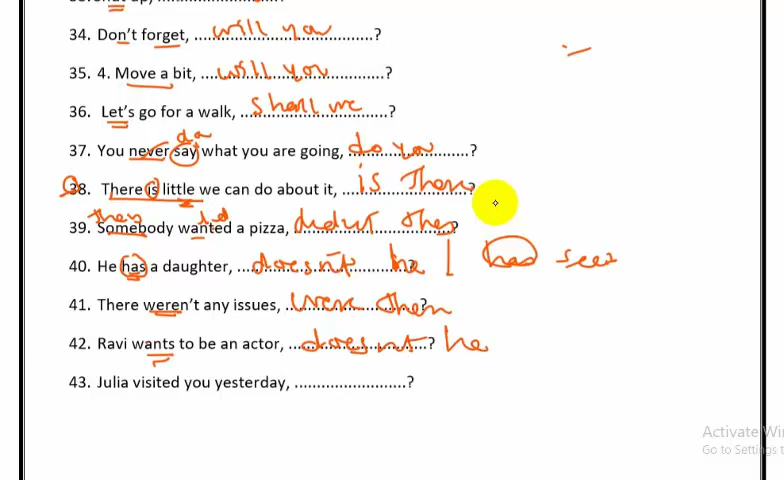 34. Don't forget, ....will you..........?
35. 4. Move a bit, ....will you..........?
36. Let's go for a walk, ...shall we......?
do
37. You never say what you are going, do you......?
38. There is little we can do about it, ...is there...?
they did
39. Somebody wanted a pizza, didn't they?
40. He has a daughter, ....doesn't he? | had seen
41. There weren't any issues, were there?
42. Ravi wants to be an actor, ...doesn't......? he
43. Julia visited you yesterday, .........................?
Activate Wi
Go to Settings t